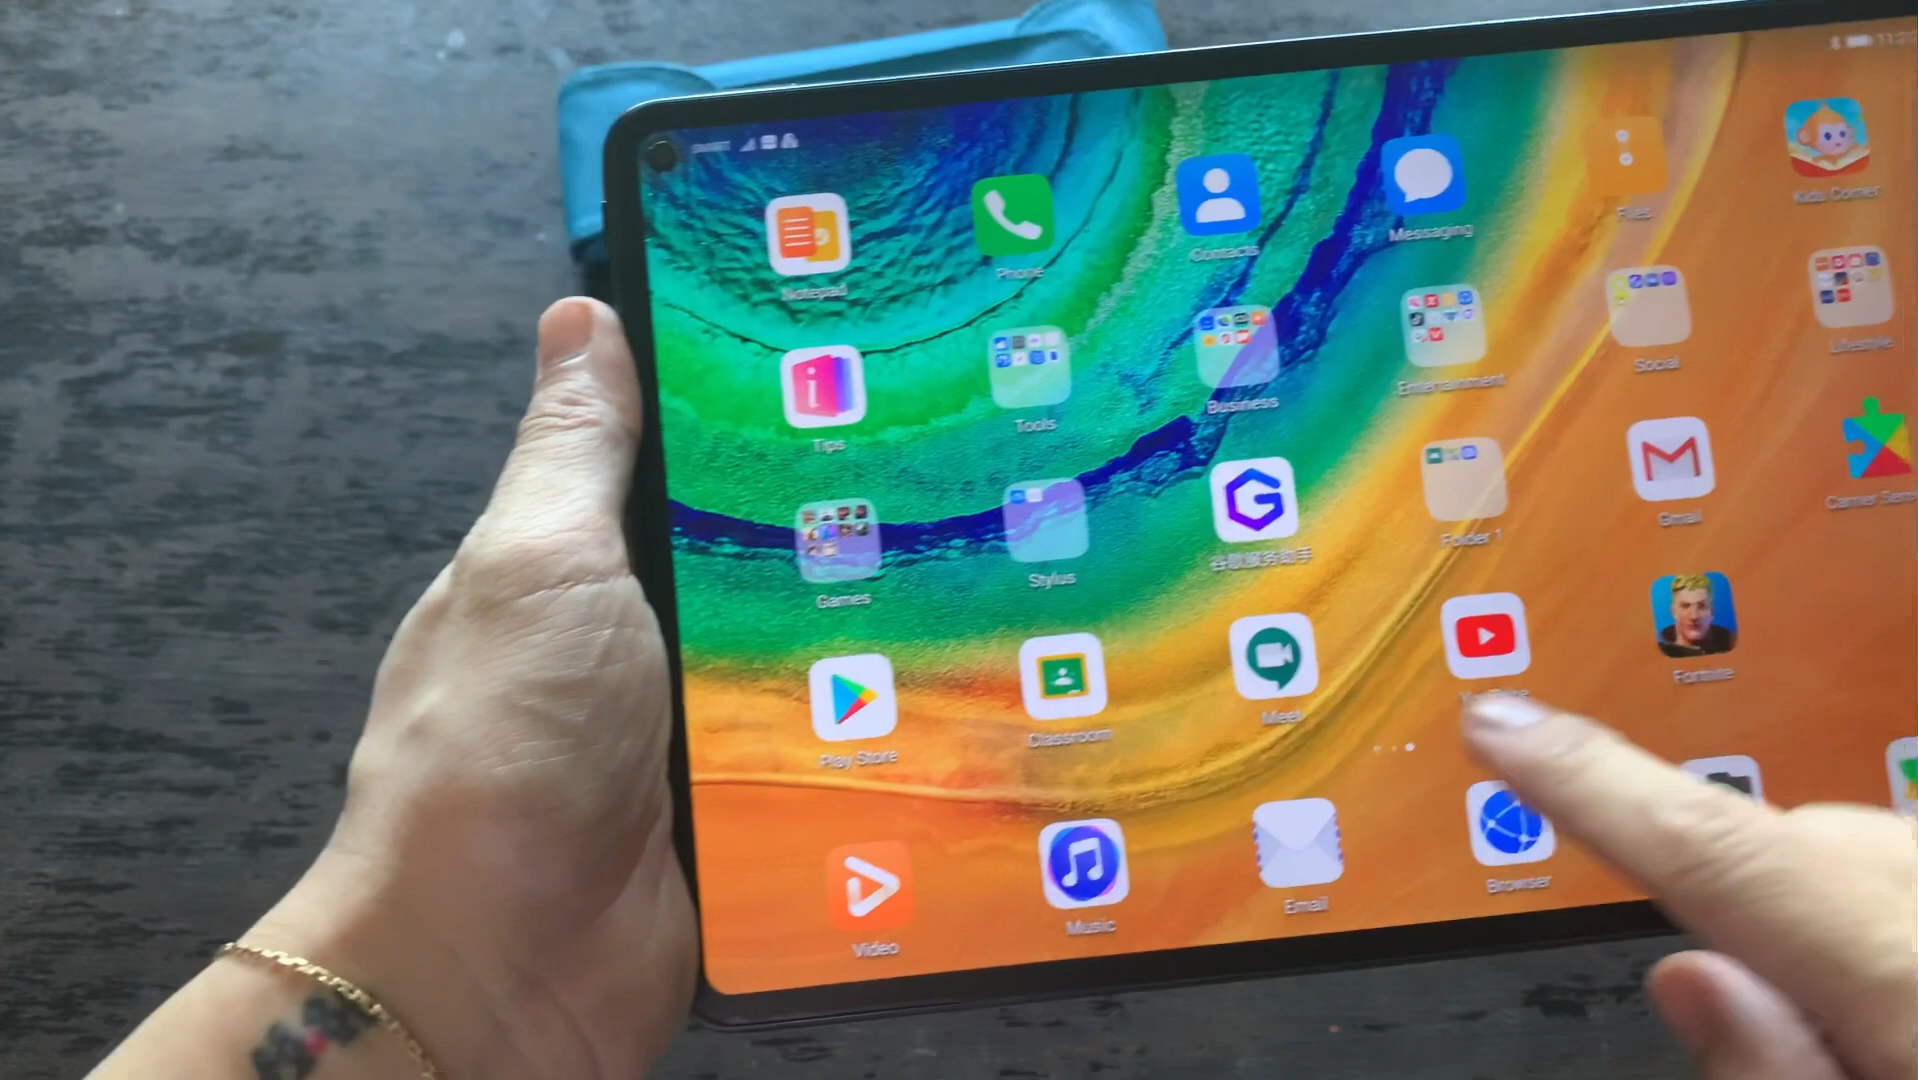 Notepad
Phone
Contacts
Messaging
Files
Kids Corner
Tips
Tools
Business
Entertainment
Social
Lifestyle
Games
Stylus
Folder 1
Gmail
Carrier
Play Store
Classroom
Meet
Fortnite
Video
Music
Email
Browser